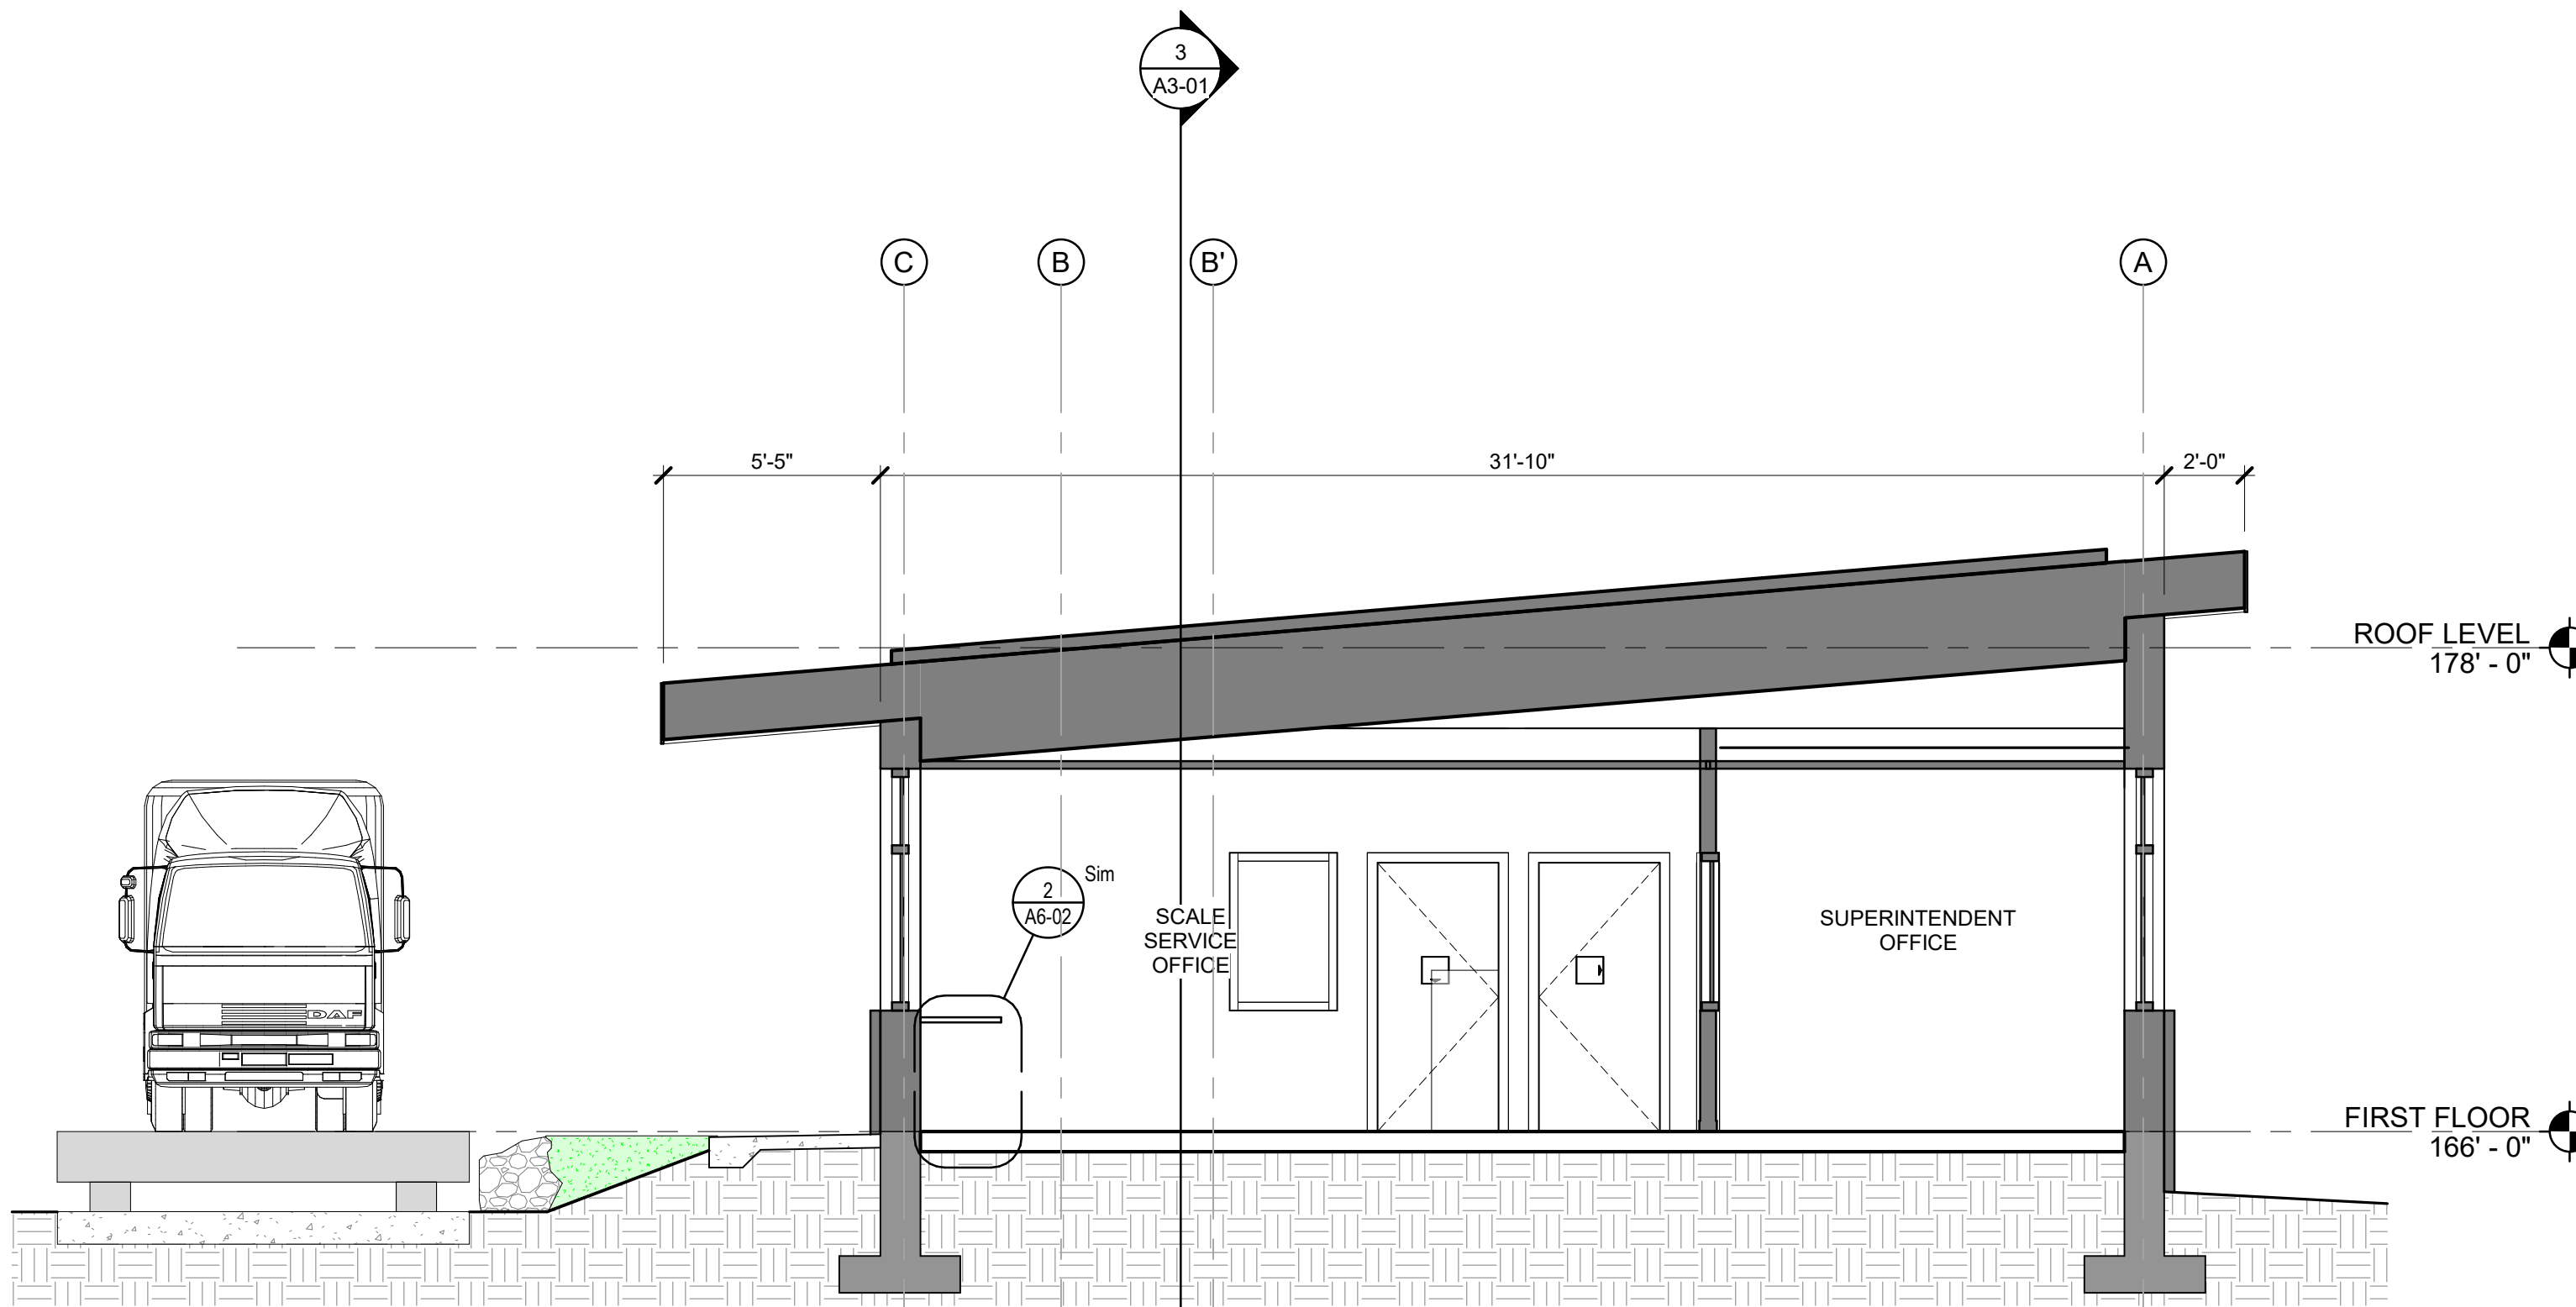 3
A3-01
C
B
B'
A
5'-5"
31'-10"
2'-0"
ROOF LEVEL
178' - 0"
2
A6-02
Sim
SCALE
SERVICE
OFFICE
SUPERINTENDENT
OFFICE
DAF
FIRST FLOOR
166' - 0"